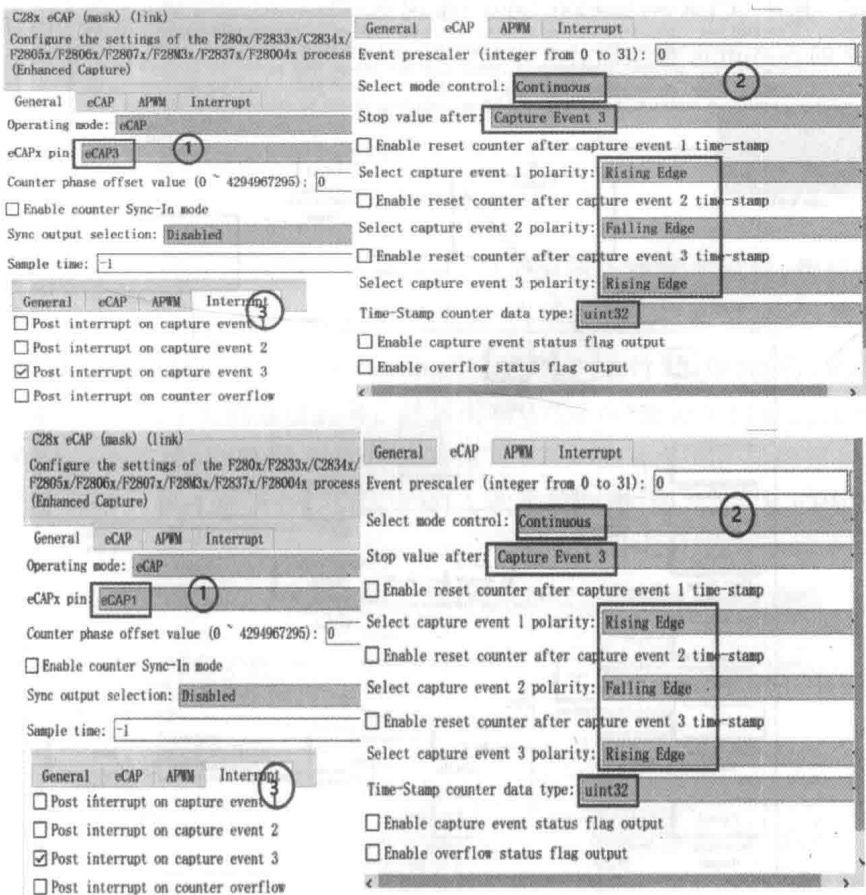 C28x eCAP (mask) (link)
Configure the settings of the F280x/F2833x/C2834x/
F2805x/F2806x/F2807x/F28M3x/F2837x/F28004x process
(Enhanced Capture)
General eCAP APWM Interrupt
Operating mode: eCAP
eCAPx pin: eCAP3
①
Counter phase offset value (0 ~ 4294967295): 0
Enable counter Sync-In mode
Sync output selection: Disabled
Sample time: -1
General eCAP APWM Interrupt
③
Post interrupt on capture event 1
Post interrupt on capture event 2
Post interrupt on capture event 3
Post interrupt on counter overflow
General eCAP APWM Interrupt
Event prescaler (integer from 0 to 31): 0
Select mode control: Continuous
②
Stop value after: Capture Event 3
Enable reset counter after capture event 1 time-stamp
Select capture event 1 polarity: Rising Edge
Enable reset counter after capture event 2 time-stamp
Select capture event 2 polarity: Falling Edge
Enable reset counter after capture event 3 time-stamp
Select capture event 3 polarity: Rising Edge
Time-Stamp counter data type: uint32
Enable capture event status flag output
Enable overflow status flag output
C28x eCAP (mask) (link)
Configure the settings of the F280x/F2833x/C2834x/
F2805x/F2806x/F2807x/F28M3x/F2837x/F28004x process
(Enhanced Capture)
General eCAP APWM Interrupt
Operating mode: eCAP
eCAPx pin: eCAP1
①
Counter phase offset value (0 ~ 4294967295): 0
Enable counter Sync-In mode
Sync output selection: Disabled
Sample time: -1
General eCAP APWM Interrupt
③
Post interrupt on capture event
Post interrupt on capture event 2
Post interrupt on capture event 3
Post interrupt on counter overflow
General eCAP APWM Interrupt
Event prescaler (integer from 0 to 31): 0
Select mode control: Continuous
②
Stop value after: Capture Event 3
Enable reset counter after capture event 1 time-stamp
Select capture event 1 polarity: Rising Edge
Enable reset counter after capture event 2 time-stamp
Select capture event 2 polarity: Falling Edge
Enable reset counter after capture event 3 time-stamp
Select capture event 3 polarity: Rising Edge
Time-Stamp counter data type: uint32
Enable capture event status flag output
Enable overflow status flag output